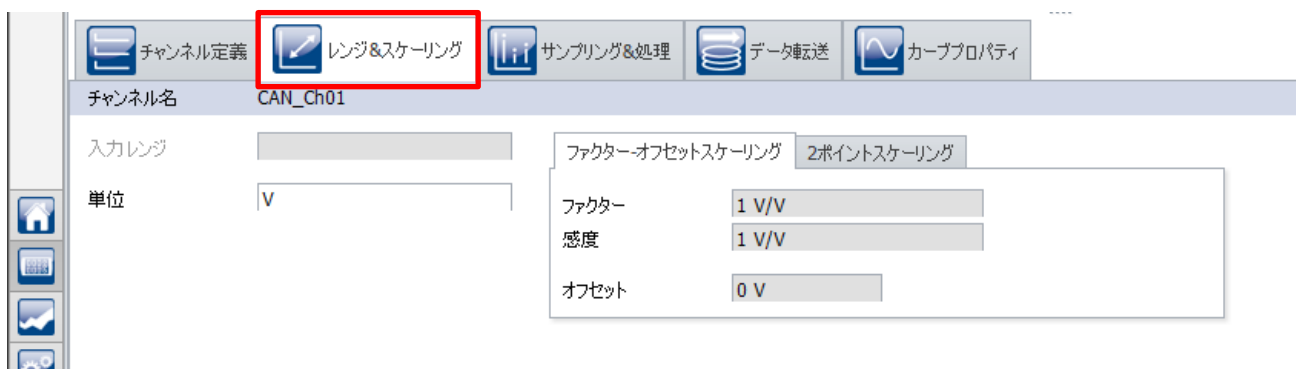 チャンネル定義 レンジ&スケーリング サンプリング&処理 データ転送 カーブプロパティ
チャンネル名 CAN_Ch01
入力レンジ
単位 V
ファクター-オフセットスケーリング 2ポイントスケーリング
ファクター 1 V/V
感度 1 V/V
オフセット 0 V